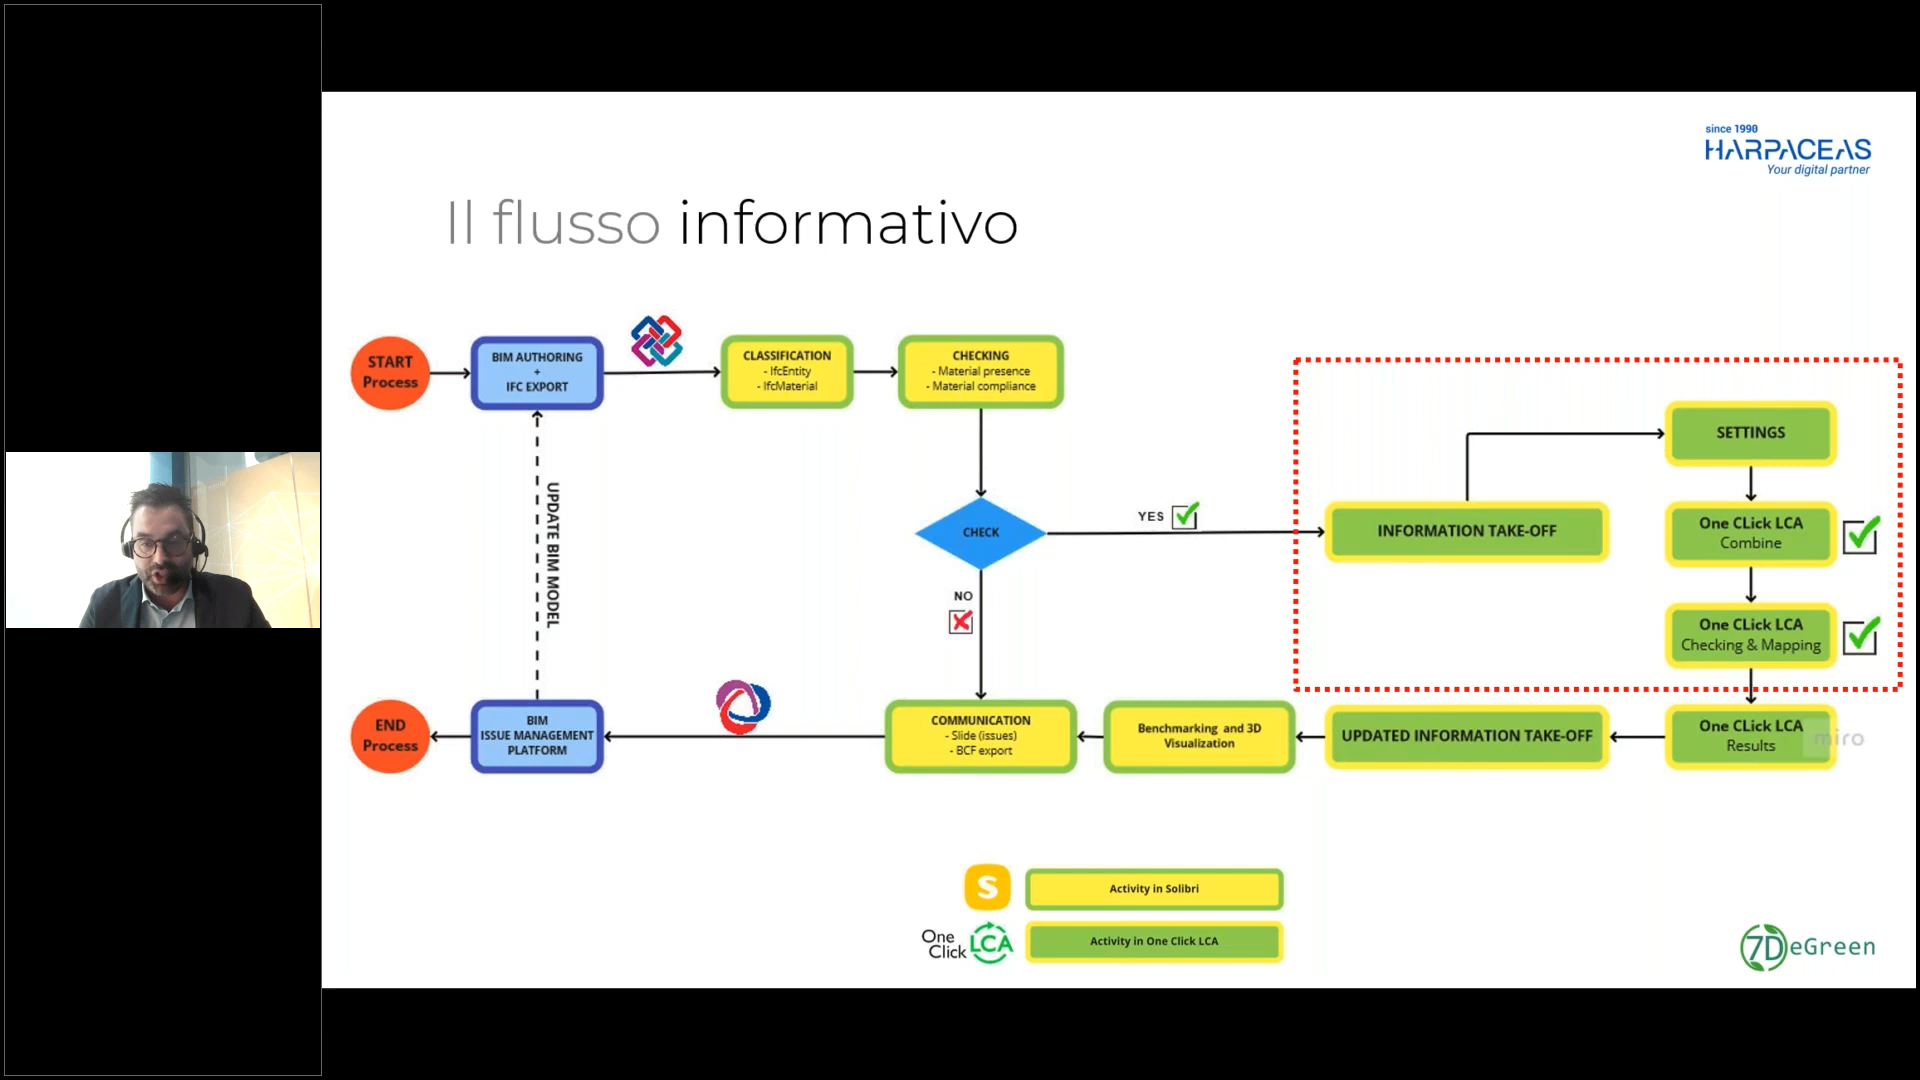 since 1990
HARPACEAS
Your digital partner
Il flusso informativo
START
Process
BIM AUTHORING
+
IFC EXPORT
CLASSIFICATION
- IfcEntity
- IfcMaterial
CHECKING
- Material presence
- Material compliance
SETTINGS
UPDATE BIM MODEL
CHECK
YES
INFORMATION TAKE-OFF
One CLick LCA
Combine
NO
One CLick LCA
Checking & Mapping
END
Process
BIM
ISSUE MANAGEMENT
PLATFORM
COMMUNICATION
- Slide (issues)
- BCF export
Benchmarking and 3D
Visualization
UPDATED INFORMATION TAKE-OFF
One CLick LCA
Results
miro
S
Activity in Solibri
One
Click LCA
Activity in One Click LCA
7DeGreen